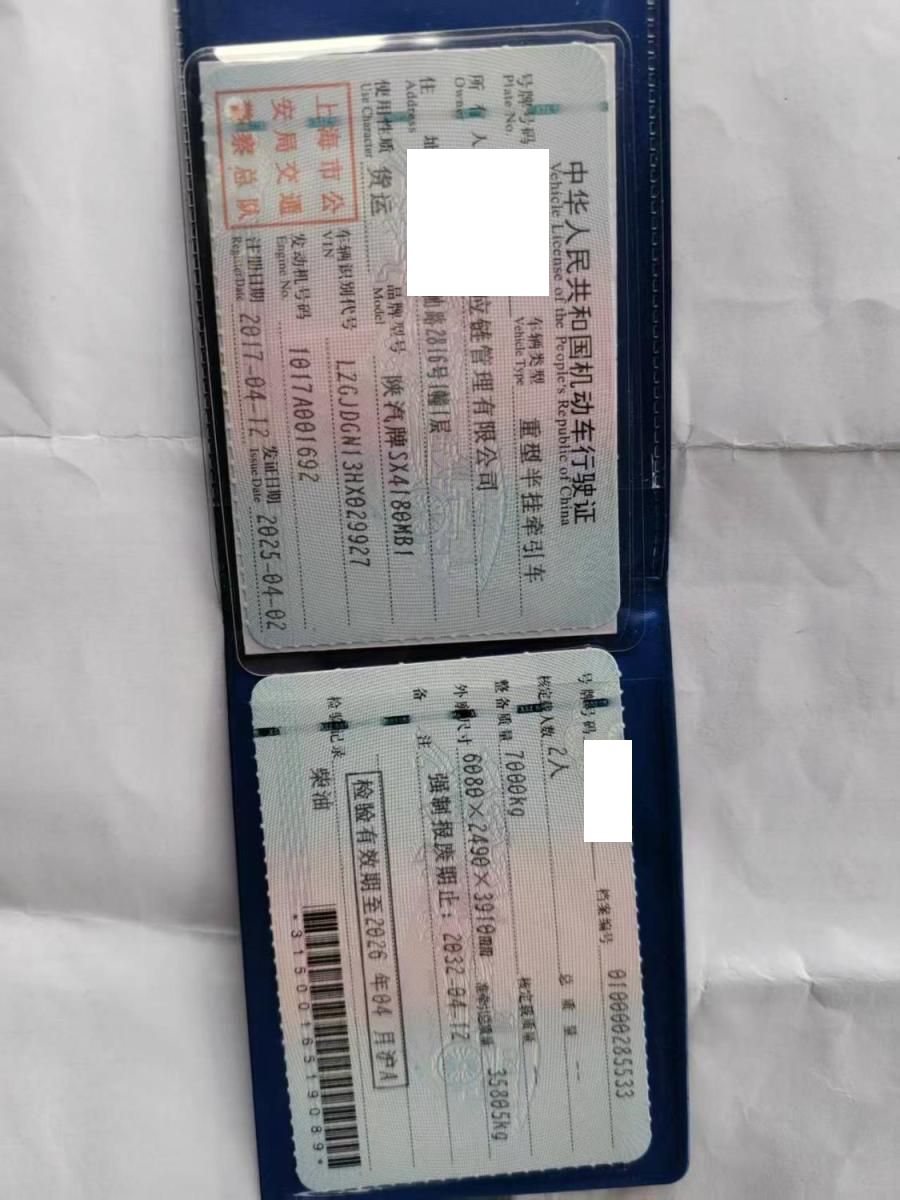 中华人民共和国机动车行驶证
Vehicle License of the People's Republic of China
号牌号码
Plate No.
车辆类型 重型半挂牵引车
Vehicle Type
所有人 应链管理有限公司
Owner
住址 路2816号1幢1层
Address
使用性质 货运
Use Character
品牌型号 陕汽牌SX4180MB1
Model
上海市公
安局交通
警察总队
车辆识别代号 LZGJDGN13HX029927
VIN
发动机号码 1017A001692
Engine No.
注册日期 2017-04-12
Register Date
发证日期 2025-04-02
Issue Date
号牌号码
档案编号 010000285533
核定载人数 2人
总质量 --
整备质量 7000kg
核定载质量 --
外廓尺寸 6080×2490×3910mm
准牵引总质量 35805kg
备注 强制报废期止：2032-04-12
检验有效期至2026年04月沪A
检验记录
柴油
*3150016519089*